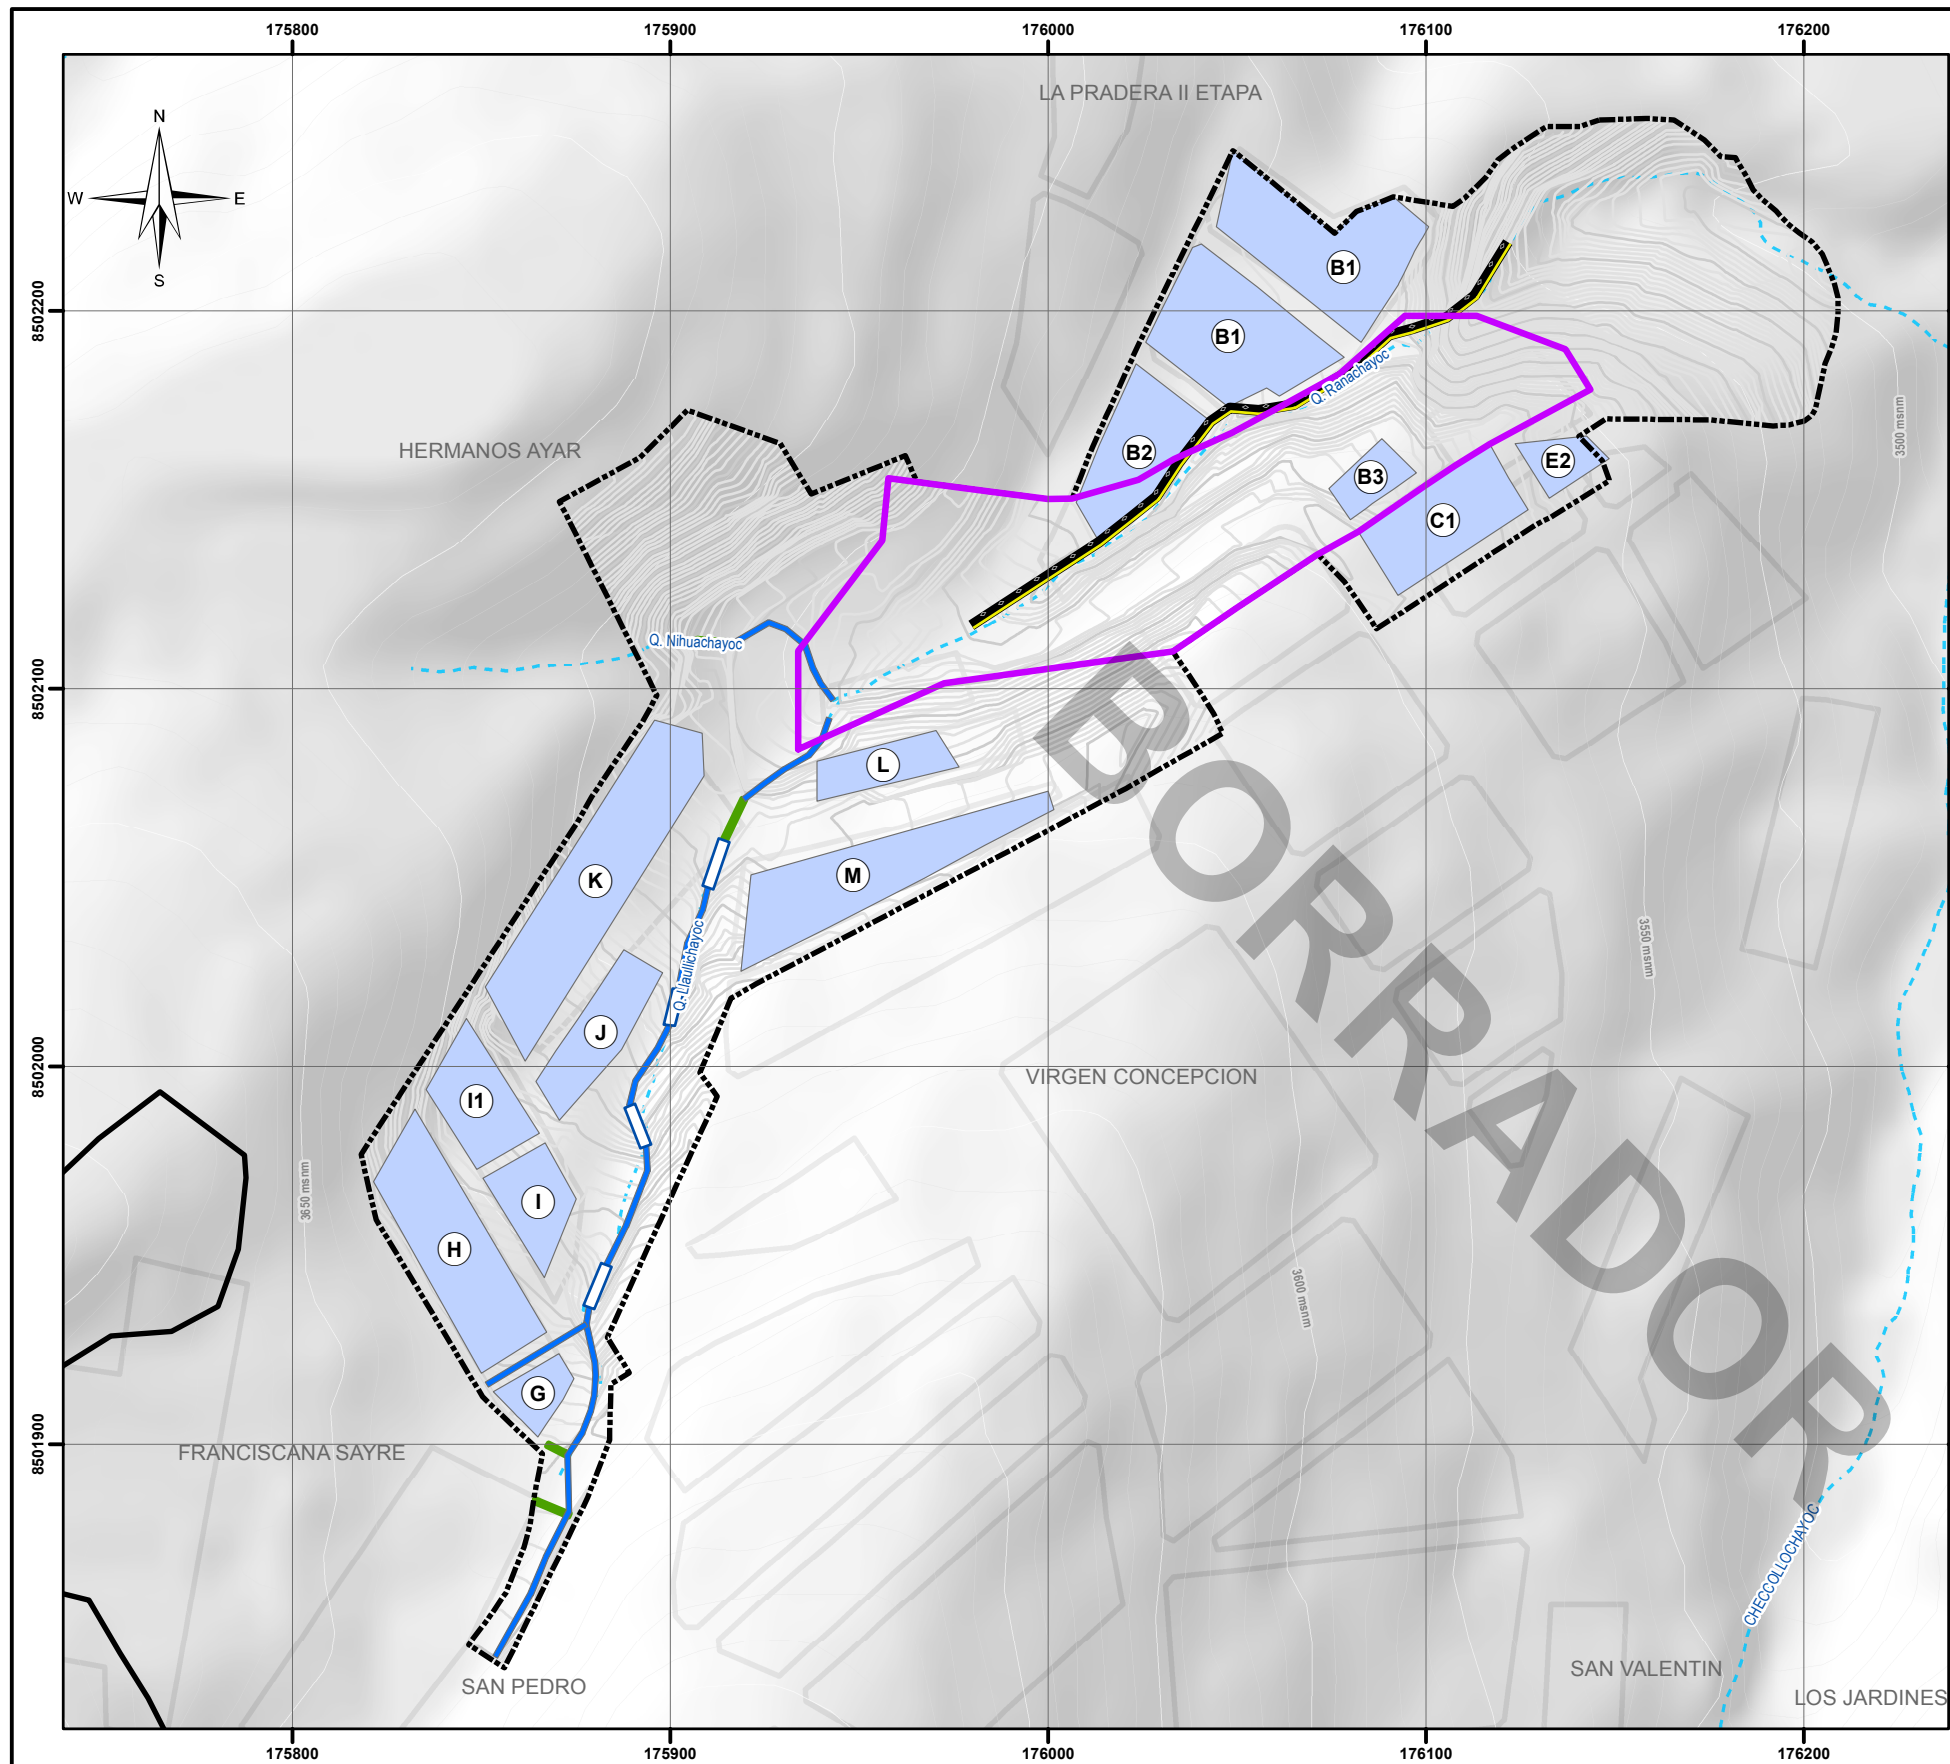 175800 175900 176000 176100 176200
LA PRADERA II ETAPA
N
W E
S
B1
8502200
B1
Q. Ranachayoc
3500 msnm
HERMANOS AYAR
B2
E2
B3
C1
Q. Nihuachayoc
8502100
L
K
M
BORRADOR
Q. Llaullichayoc
3550 msnm
J
8502000
VIRGEN CONCEPCION
I1
3650 msnm
I
H
3600 msnm
G
8501900
FRANCISCANA SAYRE
CHECCOLLOCHAYOC
SAN PEDRO
SAN VALENTIN
LOS JARDINES
175800 175900 176000 176100 176200